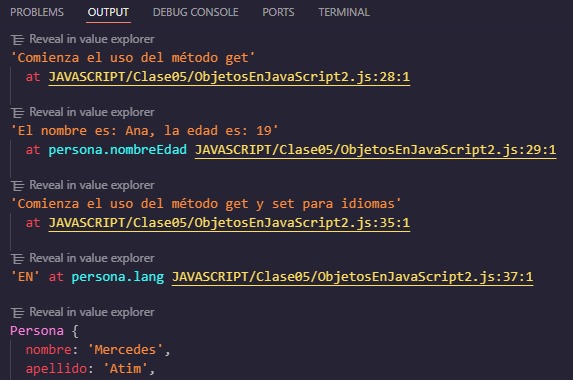 PROBLEMS OUTPUT DEBUG CONSOLE PORTS TERMINAL
Reveal in value explorer
'Comienza el uso del método get'
at JAVASCRIPT/Clase05/ObjetosEnJavaScript2.js:28:1
Reveal in value explorer
'El nombre es: Ana, la edad es: 19'
at persona.nombreEdad JAVASCRIPT/Clase05/ObjetosEnJavaScript2.js:29:1
Reveal in value explorer
'Comienza el uso del método get y set para idiomas'
at JAVASCRIPT/Clase05/ObjetosEnJavaScript2.js:35:1
Reveal in value explorer
'EN' at persona.lang JAVASCRIPT/Clase05/ObjetosEnJavaScript2.js:37:1
Reveal in value explorer
Persona {
nombre: 'Mercedes',
apellido: 'Atim',